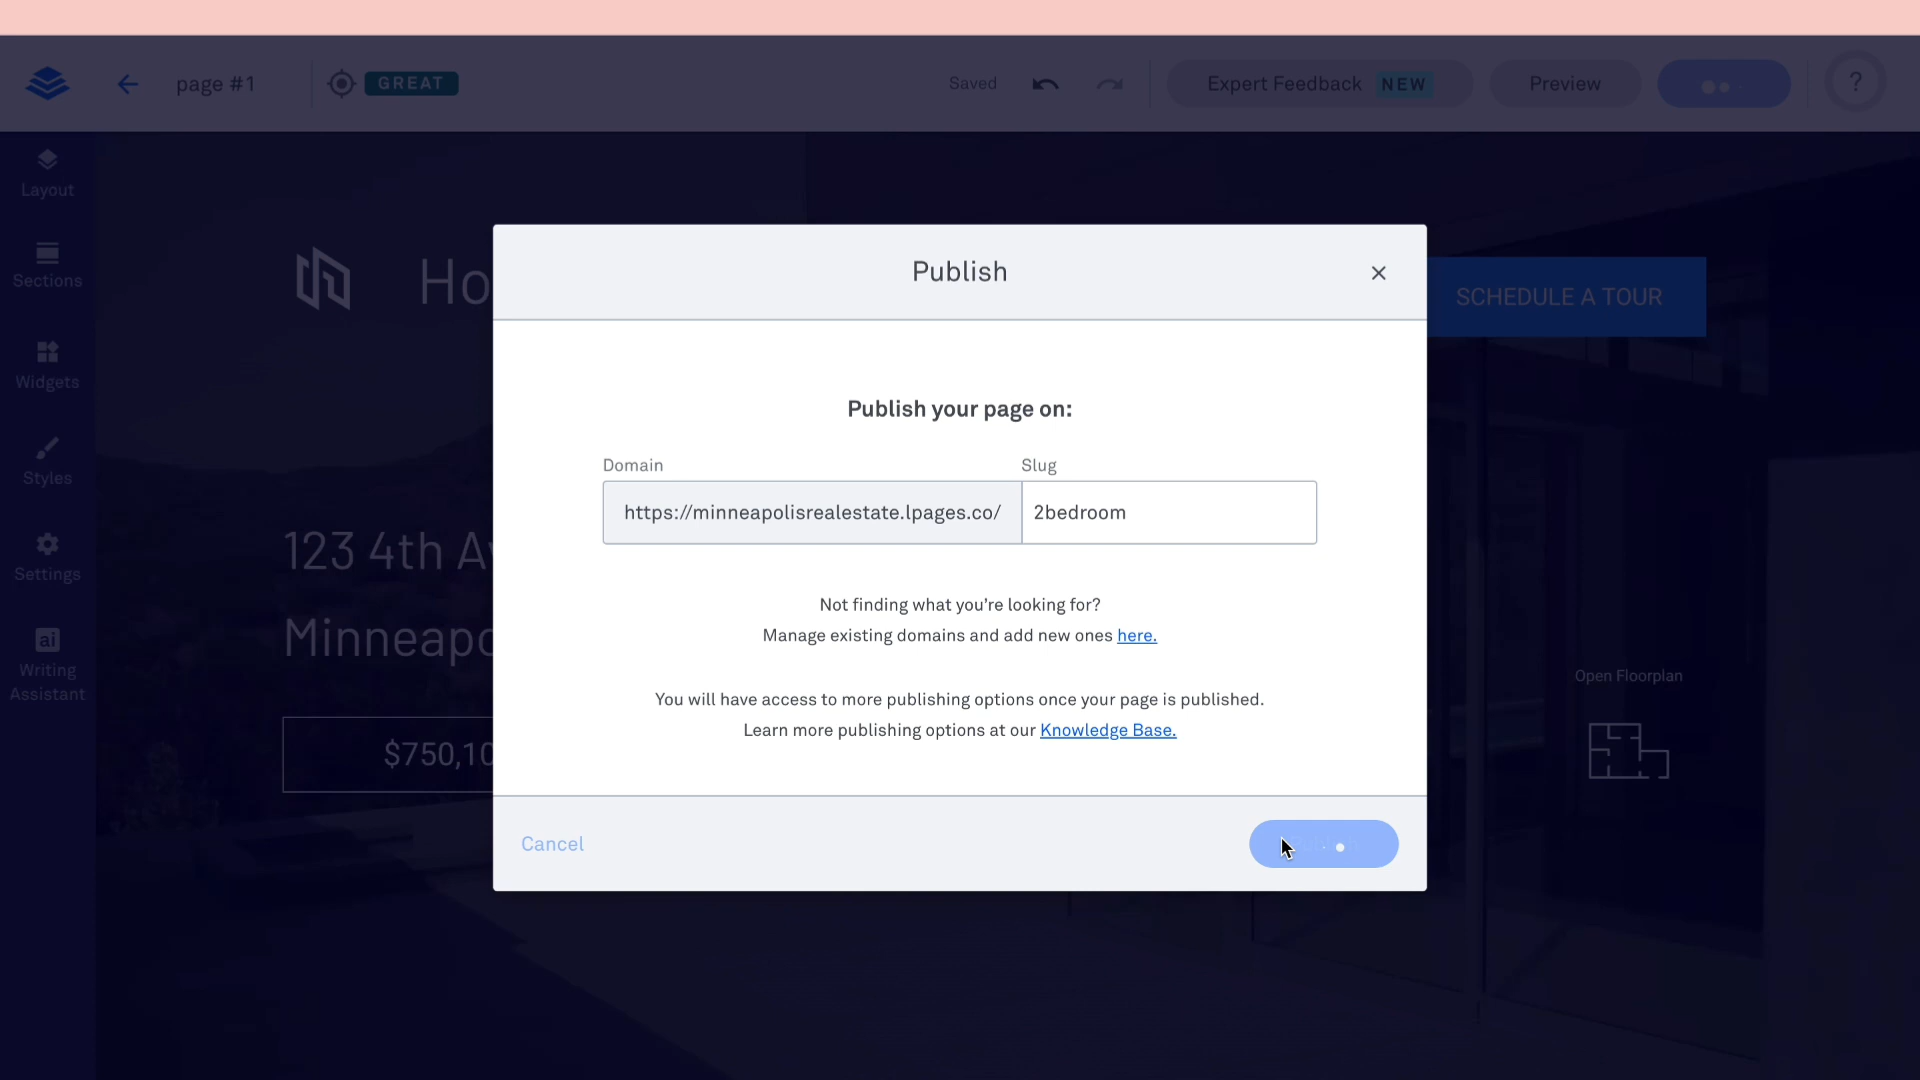 page #1
GREAT
Saved
Expert Feedback NEW
Preview
?
Layout
Sections
Widgets
Styles
Settings
ai
Writing
Assistant
SCHEDULE A TOUR
123 4th
$750,10
Open Floorplan
Publish
Publish your page on:
Domain
Slug
https://minneapolisrealestate.lpages.co/
2bedroom
Not finding what you're looking for?
Manage existing domains and add new ones here.
You will have access to more publishing options once your page is published.
Learn more publishing options at our Knowledge Base.
Cancel